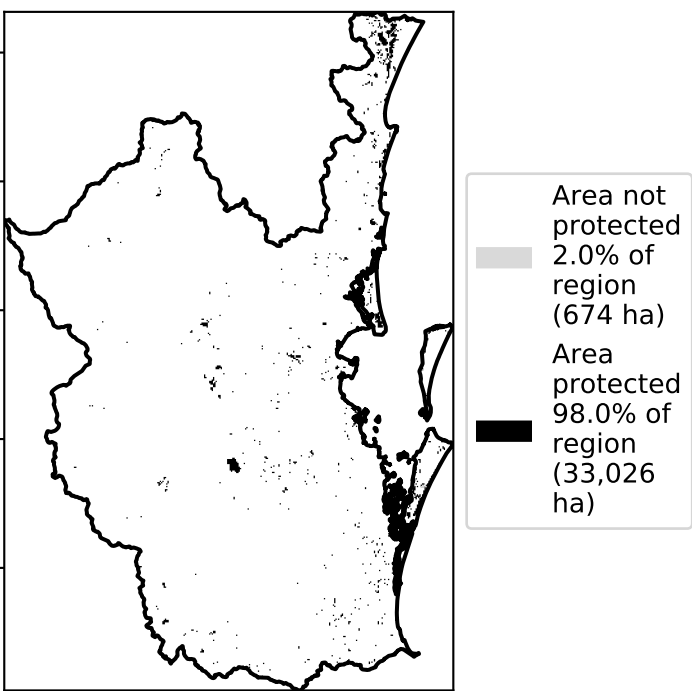 Area not
protected
2.0% of
region
(674 ha)
Area
protected
98.0% of
region
(33,026
ha)